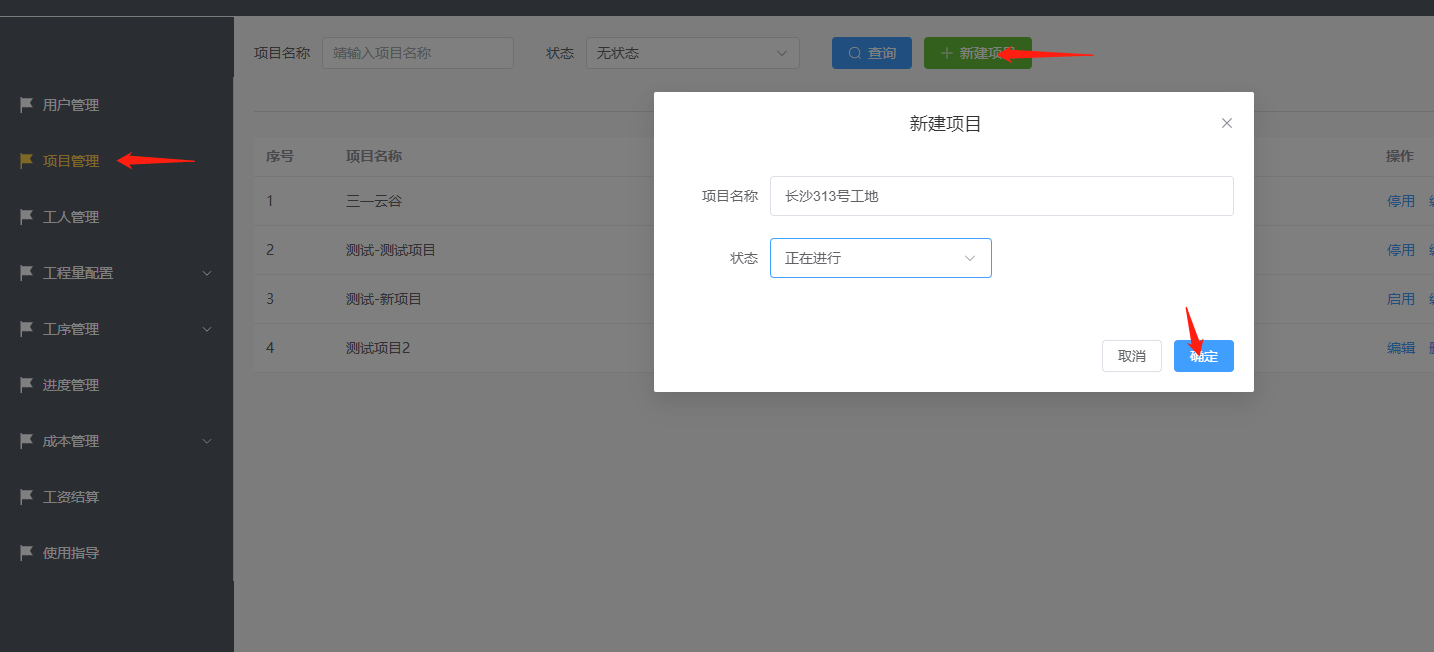 项目名称 请输入项目名称 状态 无状态 查询 新建项目
用户管理
项目管理
工人管理
工程量配置
工序管理
进度管理
成本管理
工资结算
使用指导
序号 项目名称 操作
1 三一云谷 停用
2 测试-测试项目 停用
3 测试-新项目 启用
4 测试项目2 编辑
新建项目
项目名称 长沙313号工地
状态 正在进行
取消 确定